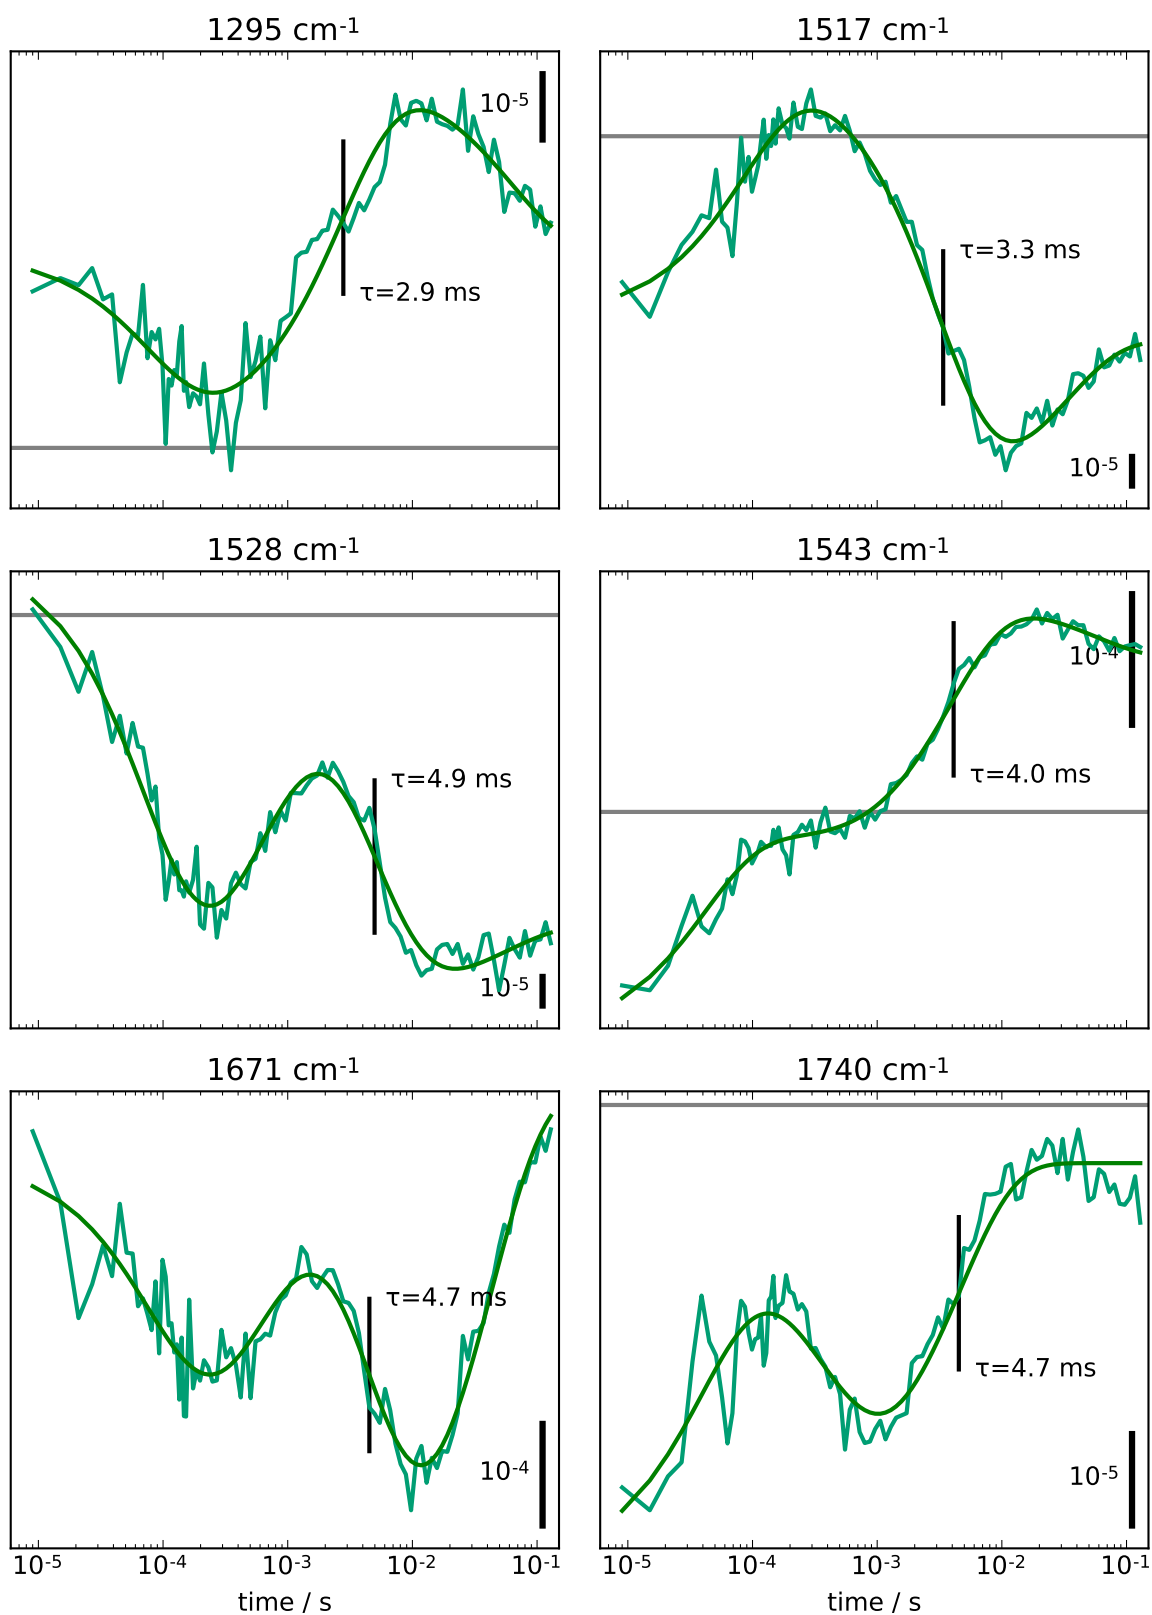 1295 cm⁻¹
10⁻⁵
τ=2.9 ms
1517 cm⁻¹
τ=3.3 ms
10⁻⁵
1528 cm⁻¹
τ=4.9 ms
10⁻⁵
1543 cm⁻¹
10⁻⁴
τ=4.0 ms
1671 cm⁻¹
τ=4.7 ms
10⁻⁴
10⁻⁵ 10⁻⁴ 10⁻³ 10⁻² 10⁻¹
time / s
1740 cm⁻¹
τ=4.7 ms
10⁻⁵
10⁻⁵ 10⁻⁴ 10⁻³ 10⁻² 10⁻¹
time / s